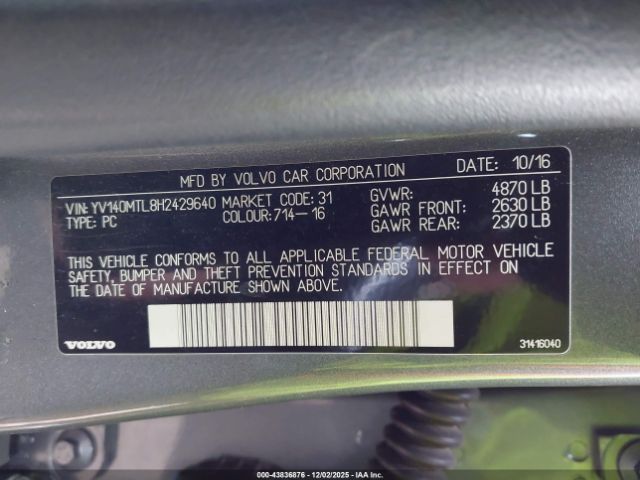 MFD BY VOLVO CAR CORPORATION DATE: 10/16
VIN: YV140MTL8H2429640 MARKET CODE: 31 GVWR: 4870 LB
TYPE: PC COLOUR: 714-16 GAWR FRONT: 2630 LB
GAWR REAR: 2370 LB
THIS VEHICLE CONFORMS TO ALL APPLICABLE FEDERAL MOTOR VEHICLE
SAFETY, BUMPER AND THEFT PREVENTION STANDARDS IN EFFECT ON
THE DATE OF MANUFACTURE SHOWN ABOVE.
VOLVO 31416040
000-43836876 • 12/02/2025 • IAA, Inc.